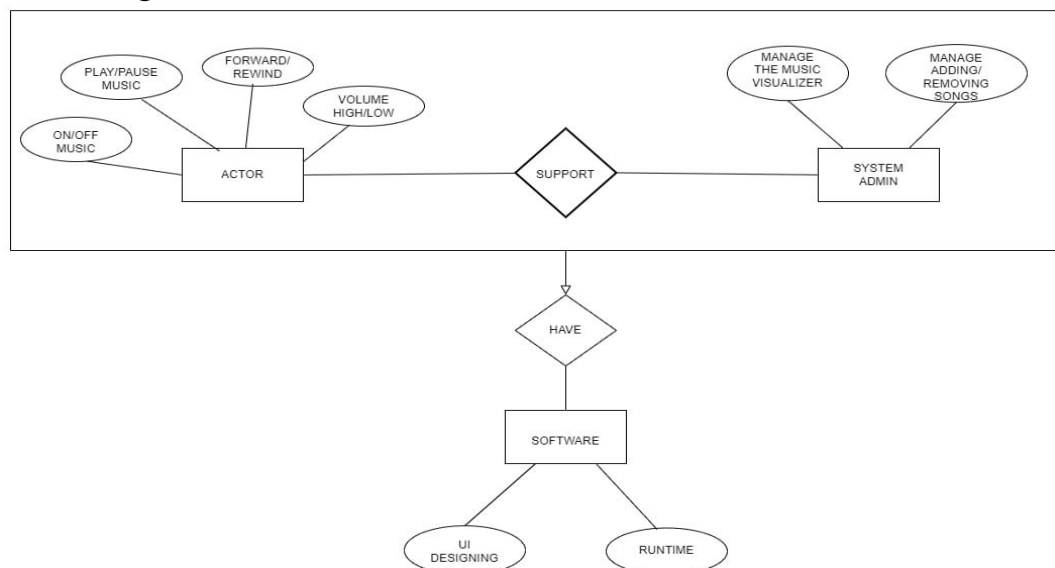 FORWARD/
REWIND
PLAY/PAUSE
MUSIC
VOLUME
HIGH/LOW
ON/OFF
MUSIC
ACTOR
SUPPORT
MANAGE
THE MUSIC
VISUALIZER
MANAGE
ADDING/
REMOVING
SONGS
SYSTEM
ADMIN
HAVE
SOFTWARE
UI
DESIGNING
RUNTIME